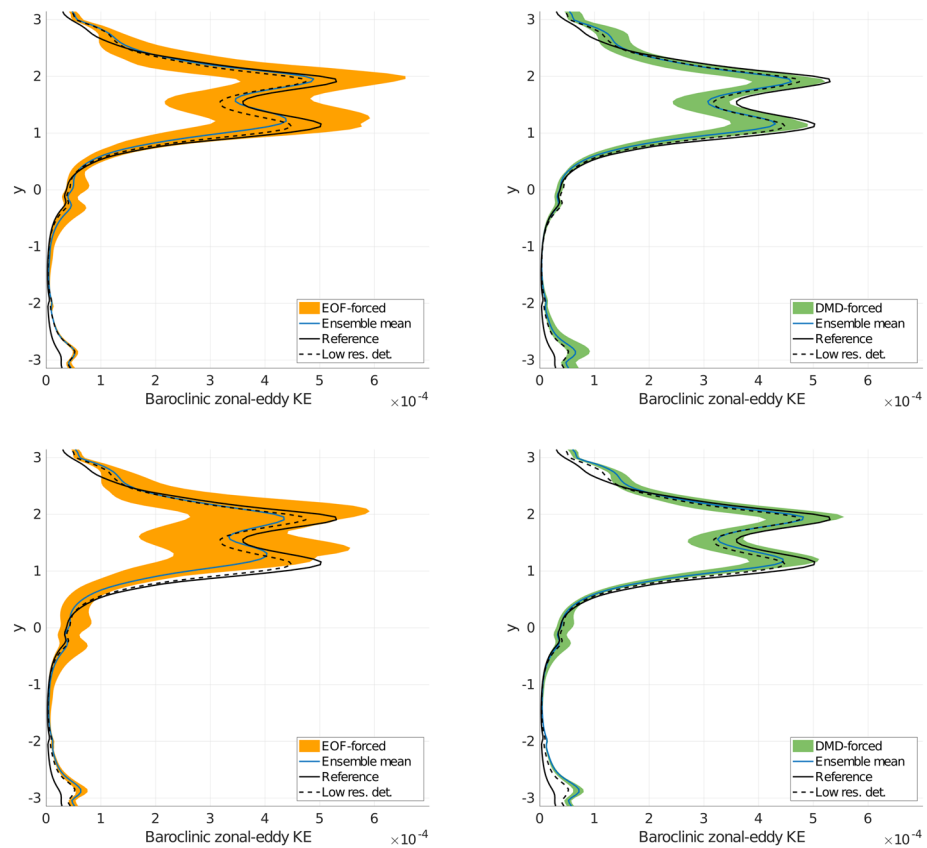 3
2
1
0
-1
-2
-3
y
EOF-forced
Ensemble mean
Reference
Low res. det.
0 1 2 3 4 5 6
Baroclinic zonal-eddy KE
×10⁻⁴
3
2
1
0
-1
-2
-3
y
DMD-forced
Ensemble mean
Reference
Low res. det.
0 1 2 3 4 5 6
Baroclinic zonal-eddy KE
×10⁻⁴
3
2
1
0
-1
-2
-3
y
EOF-forced
Ensemble mean
Reference
Low res. det.
0 1 2 3 4 5 6
Baroclinic zonal-eddy KE
×10⁻⁴
3
2
1
0
-1
-2
-3
y
DMD-forced
Ensemble mean
Reference
Low res. det.
0 1 2 3 4 5 6
Baroclinic zonal-eddy KE
×10⁻⁴